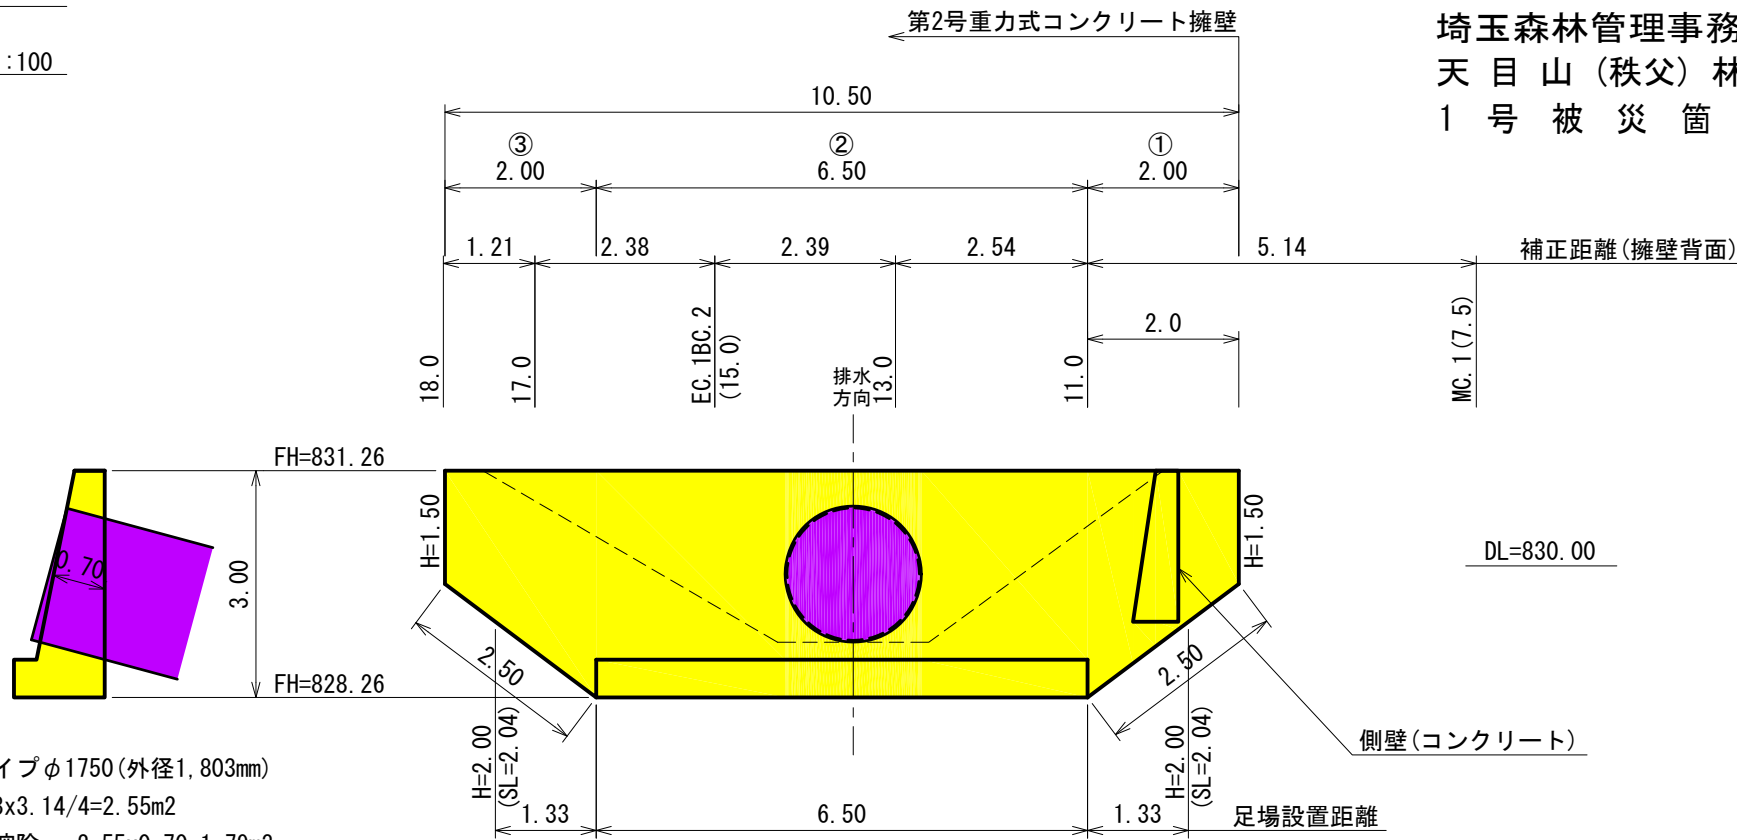 :100
第2号重力式コンクリート擁壁
埼玉森林管理事務
天目山(秩父)林
1号被災箇
10.50
③ ② ①
2.00 6.50 2.00
1.21 2.38 2.39 2.54 5.14 補正距離(擁壁背面)
2.0
18.0
17.0
EC.1BC.2
(15.0)
排水
方向
13.0
11.0
MC.1(7.5)
FH=831.26
H=1.50
H=1.50
0.70
3.00
DL=830.00
FH=828.26
2.50
2.50
H=2.00
(SL=2.04)
H=2.00
(SL=2.04)
側壁(コンクリート)
イプφ1750(外径1,803mm)
x3.14/4=2.55m2
1.33 6.50 1.33 足場設置距離